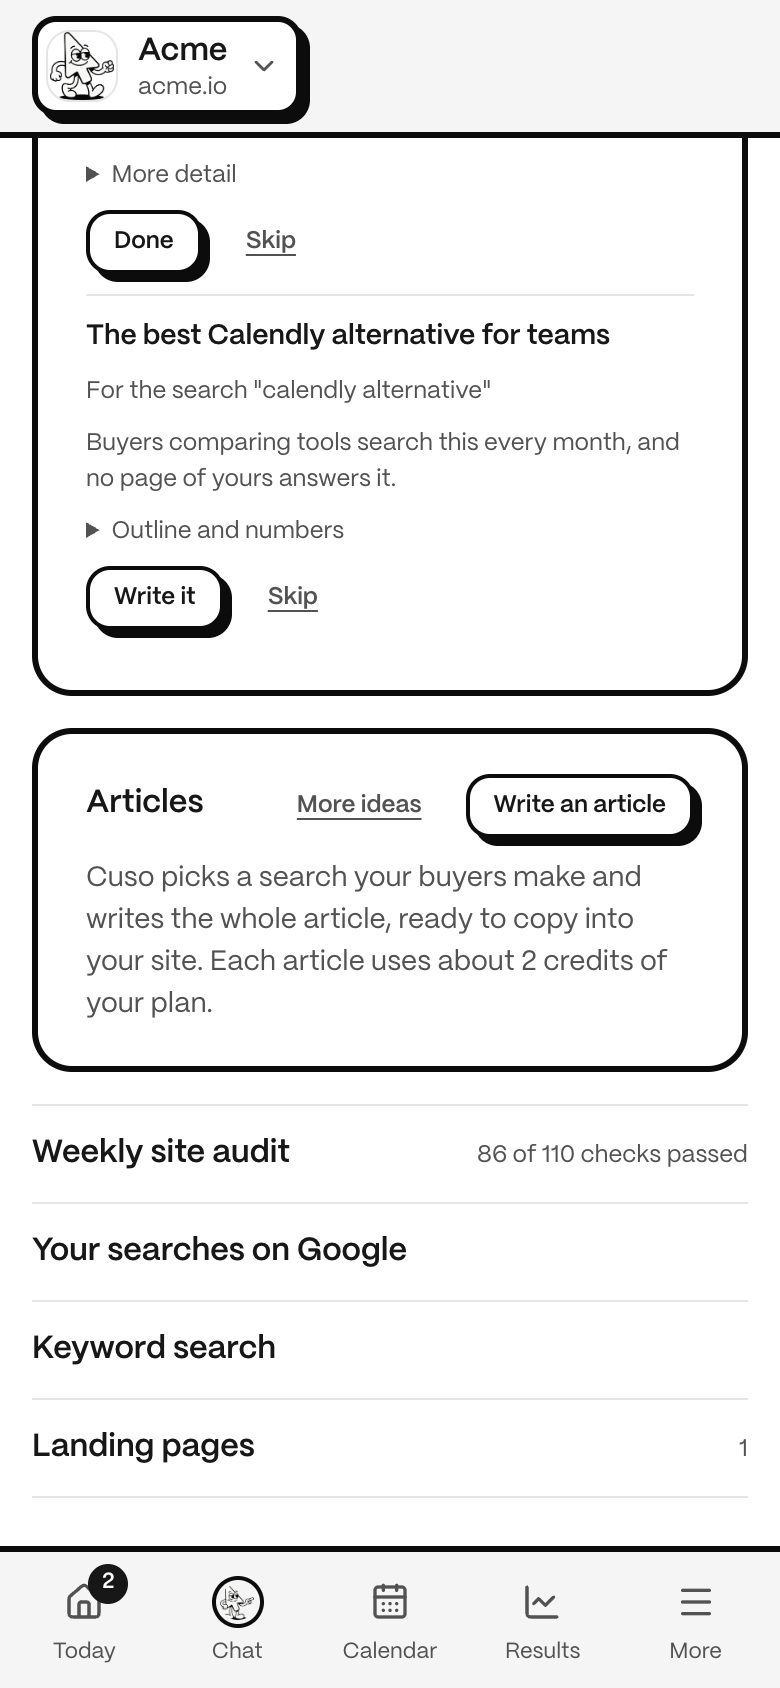 Acme
acme.io
More detail
Done
Skip
The best Calendly alternative for teams
For the search "calendly alternative"
Buyers comparing tools search this every month, and
no page of yours answers it.
Outline and numbers
Write it
Skip
Articles
More ideas
Write an article
Cuso picks a search your buyers make and
writes the whole article, ready to copy into
your site. Each article uses about 2 credits of
your plan.
Weekly site audit
86 of 110 checks passed
Your searches on Google
Keyword search
Landing pages
1
2
Today
Chat
Calendar
Results
More